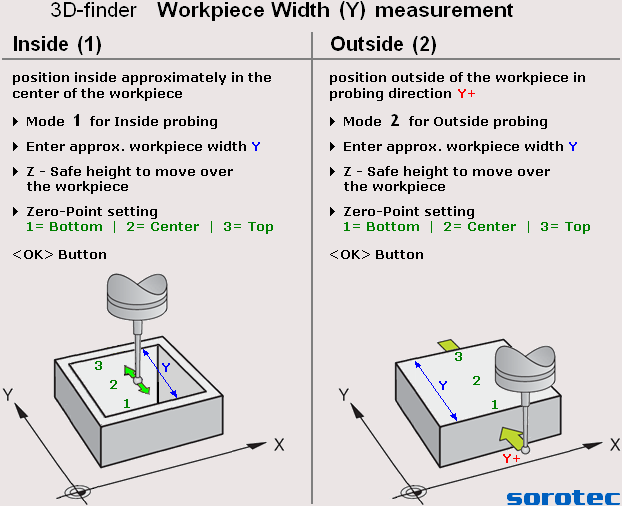 3D-finder Workpiece Width (Y) measurement
Inside (1)
position inside approximately in the
center of the workpiece
Mode 1 for Inside probing
Enter approx. workpiece width Y
Z - Safe height to move over
the workpiece
Zero-Point setting
1= Bottom | 2= Center | 3= Top
<OK> Button
3
2
1
Y
Y
X
Outside (2)
position outside of the workpiece in
probing direction Y+
Mode 2 for Outside probing
Enter approx. workpiece width Y
Z - Safe height to move over
the workpiece
Zero-Point setting
1= Bottom | 2= Center | 3= Top
<OK> Button
3
2
1
Y
Y
X
Y+
sorotec